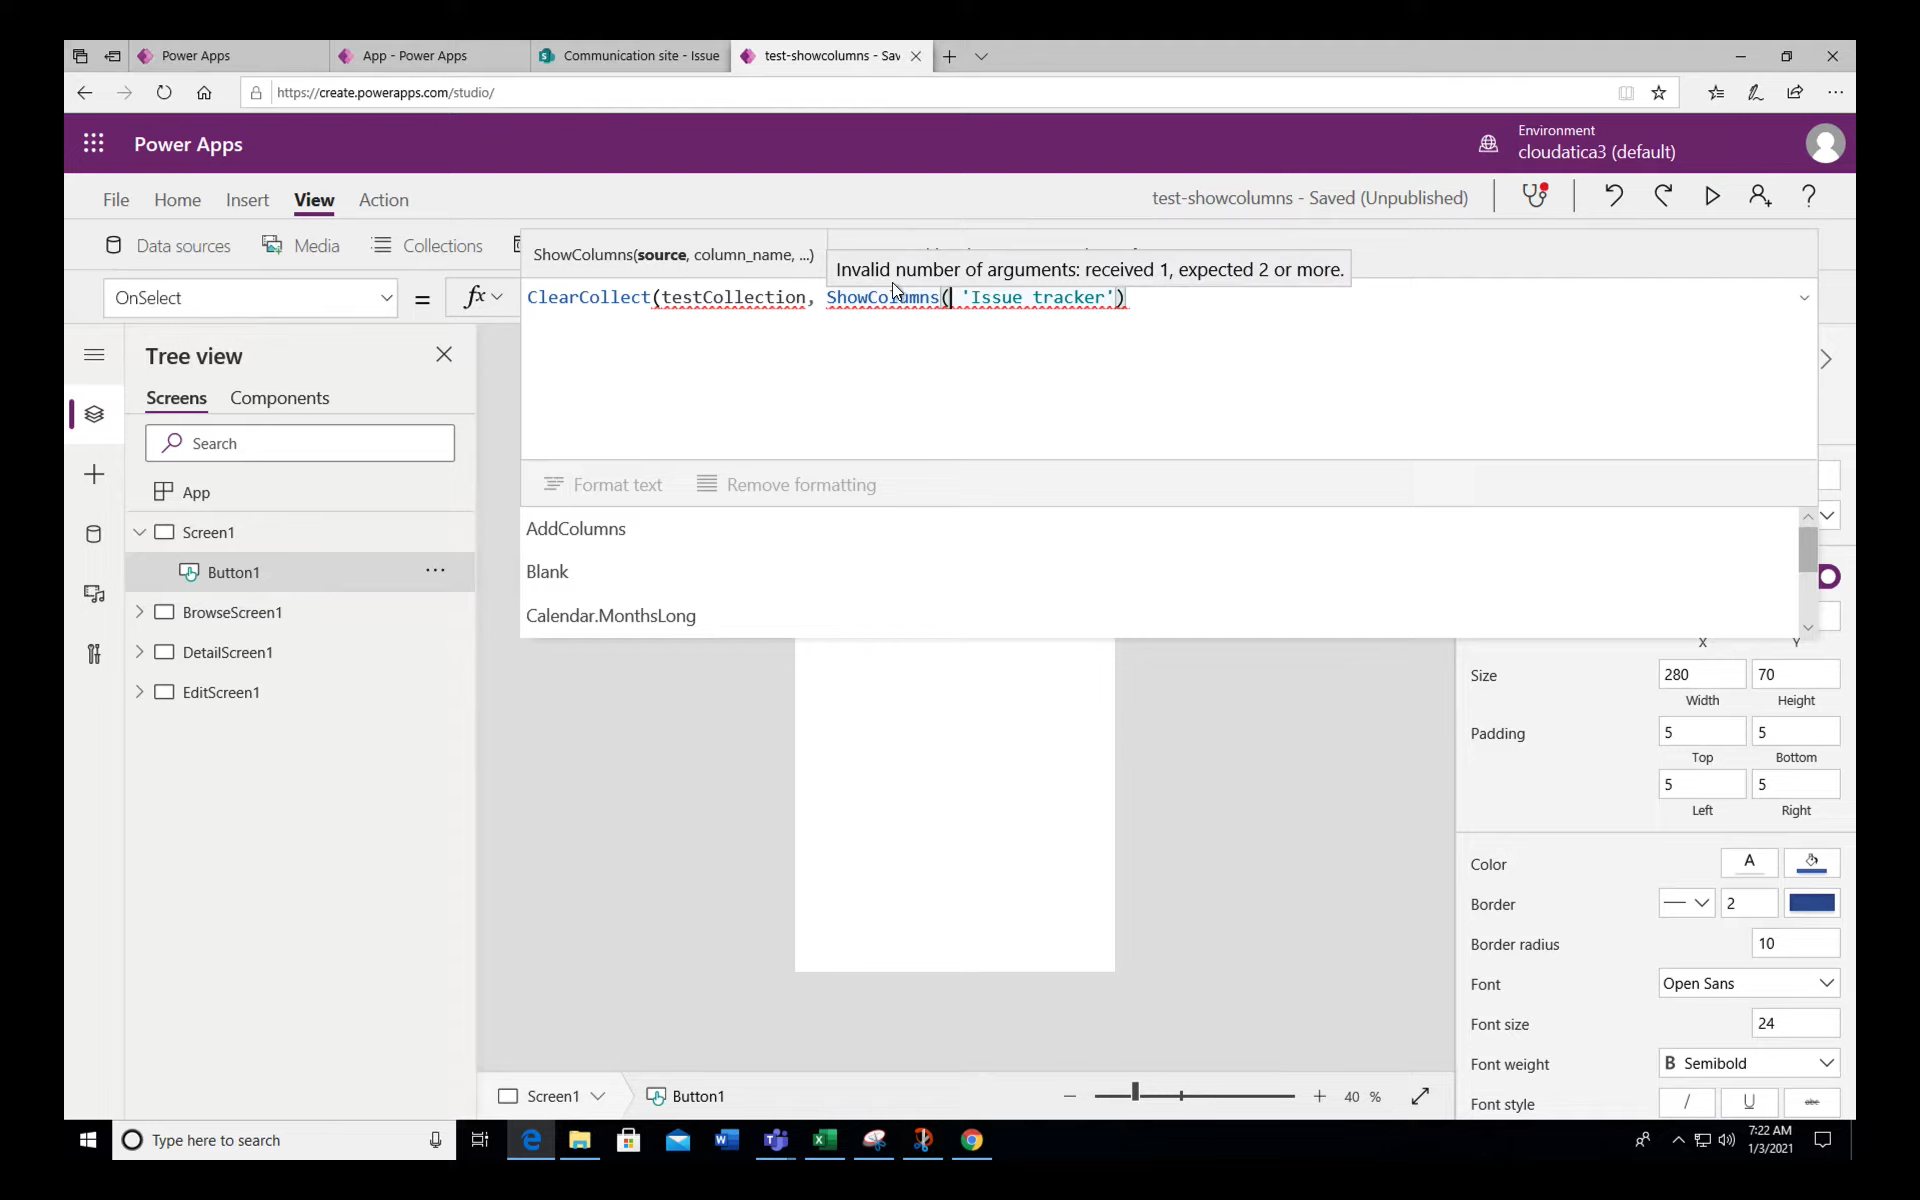 Power Apps
App - Power Apps
Communication site - Issue
test-showcolumns - Sav
https://create.powerapps.com/studio/
Power Apps
Environment
cloudatica3 (default)
File Home Insert View Action
test-showcolumns - Saved (Unpublished)
Data sources Media Collections
ShowColumns(source, column_name, ...)
Invalid number of arguments: received 1, expected 2 or more.
OnSelect = fx
ClearCollect(testCollection, ShowColumns( 'Issue tracker')
Tree view
Screens Components
Search
App
Screen1
Button1
BrowseScreen1
DetailScreen1
EditScreen1
Format text Remove formatting
AddColumns
Blank
Calendar.MonthsLong
X Y
Size 280 70
Width Height
Padding 5 5
Top Bottom
5 5
Left Right
Color A
Border 2
Border radius 10
Font Open Sans
Font size 24
Font weight B Semibold
Font style / U abc
Screen1 Button1
40 %
Type here to search
7:22 AM
1/3/2021